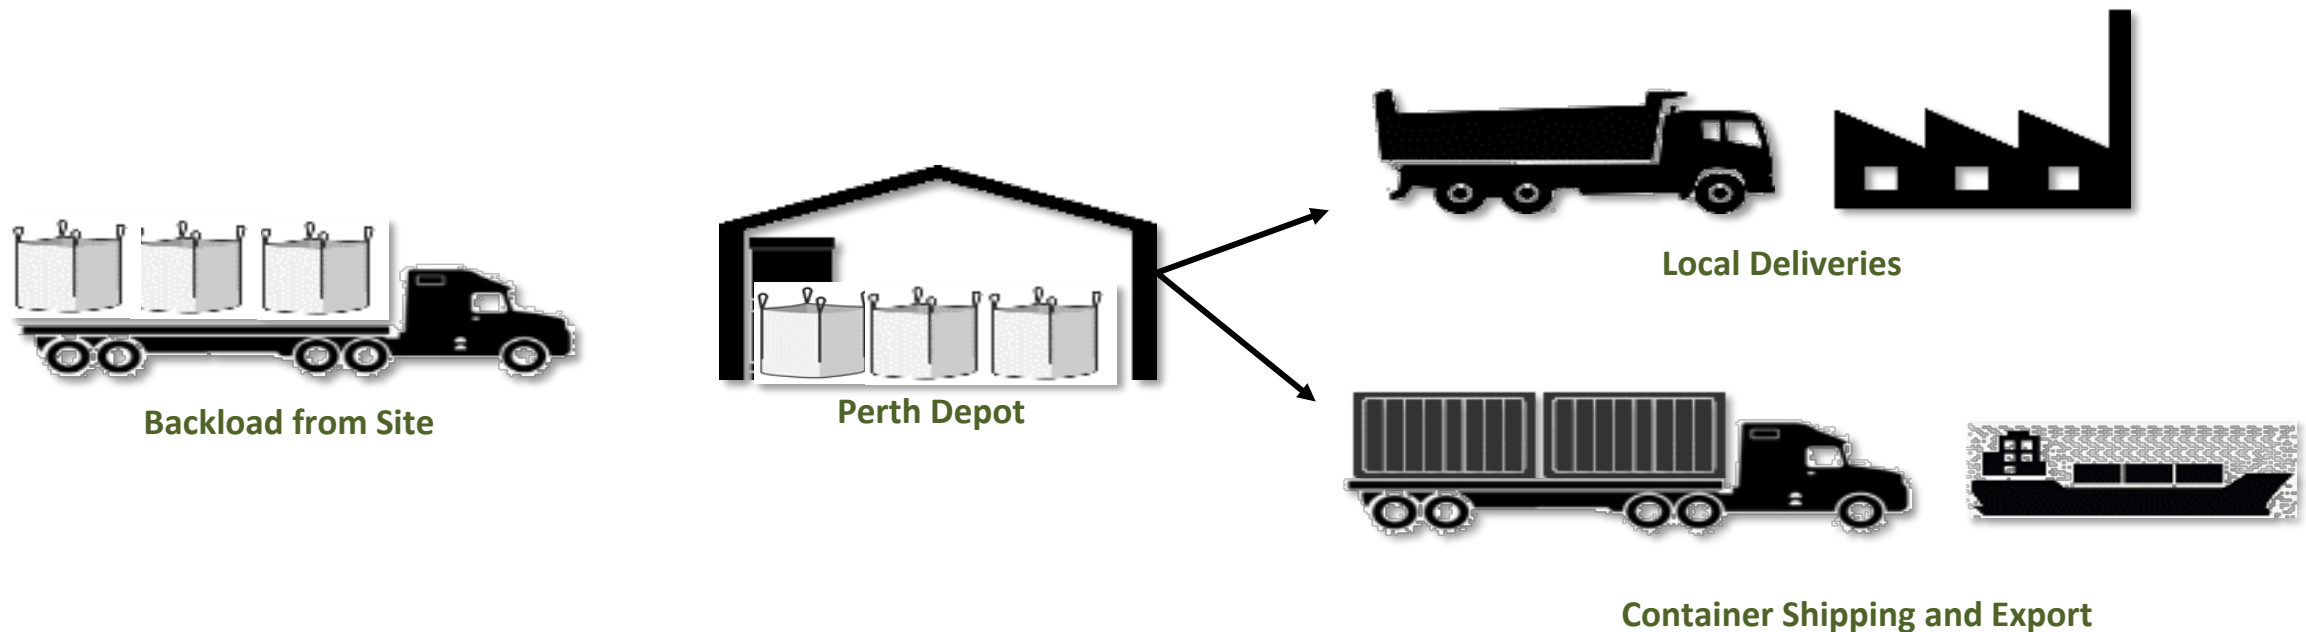 Backload from Site
Perth Depot
Local Deliveries
Container Shipping and Export